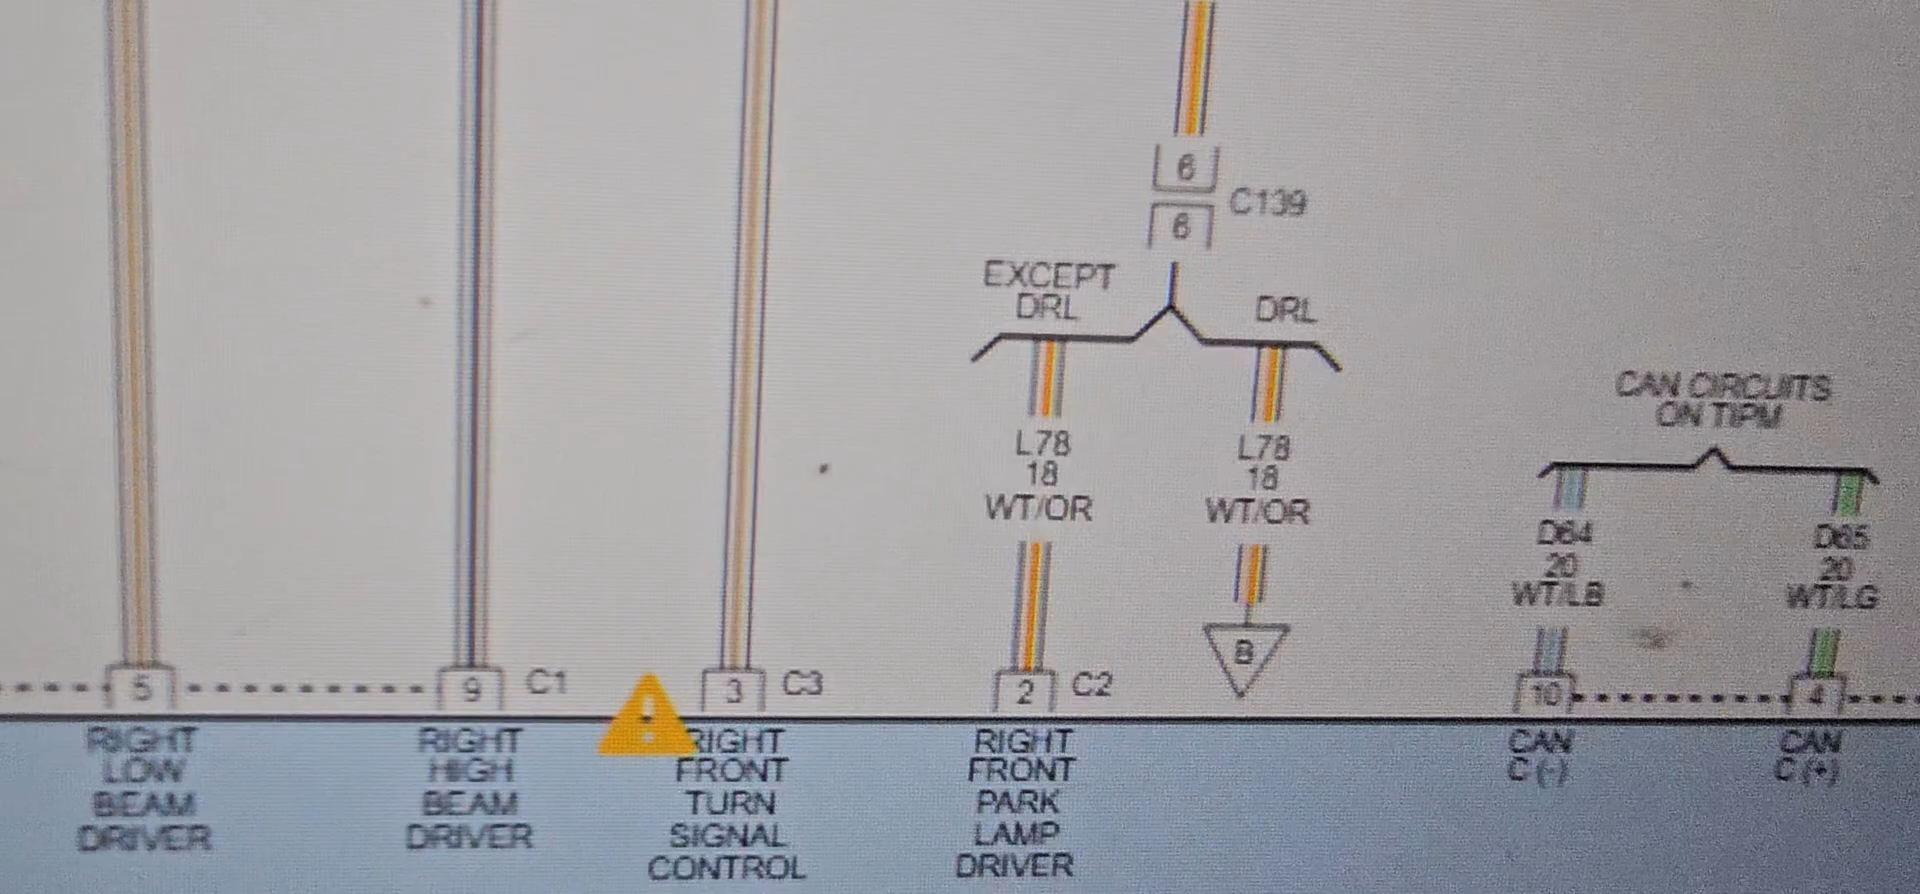 6
C139
6
EXCEPT
DRL
DRL
L78
18
WT/OR
L78
18
WT/OR
CAN CIRCUITS
ON TIPM
D64
20
WT/LB
D65
20
WT/LG
B
5
9
C1
3
C3
2
C2
10
4
RIGHT
LOW
BEAM
DRIVER
RIGHT
HIGH
BEAM
DRIVER
!
RIGHT
FRONT
TURN
SIGNAL
CONTROL
RIGHT
FRONT
PARK
LAMP
DRIVER
CAN
C (-)
CAN
C (+)